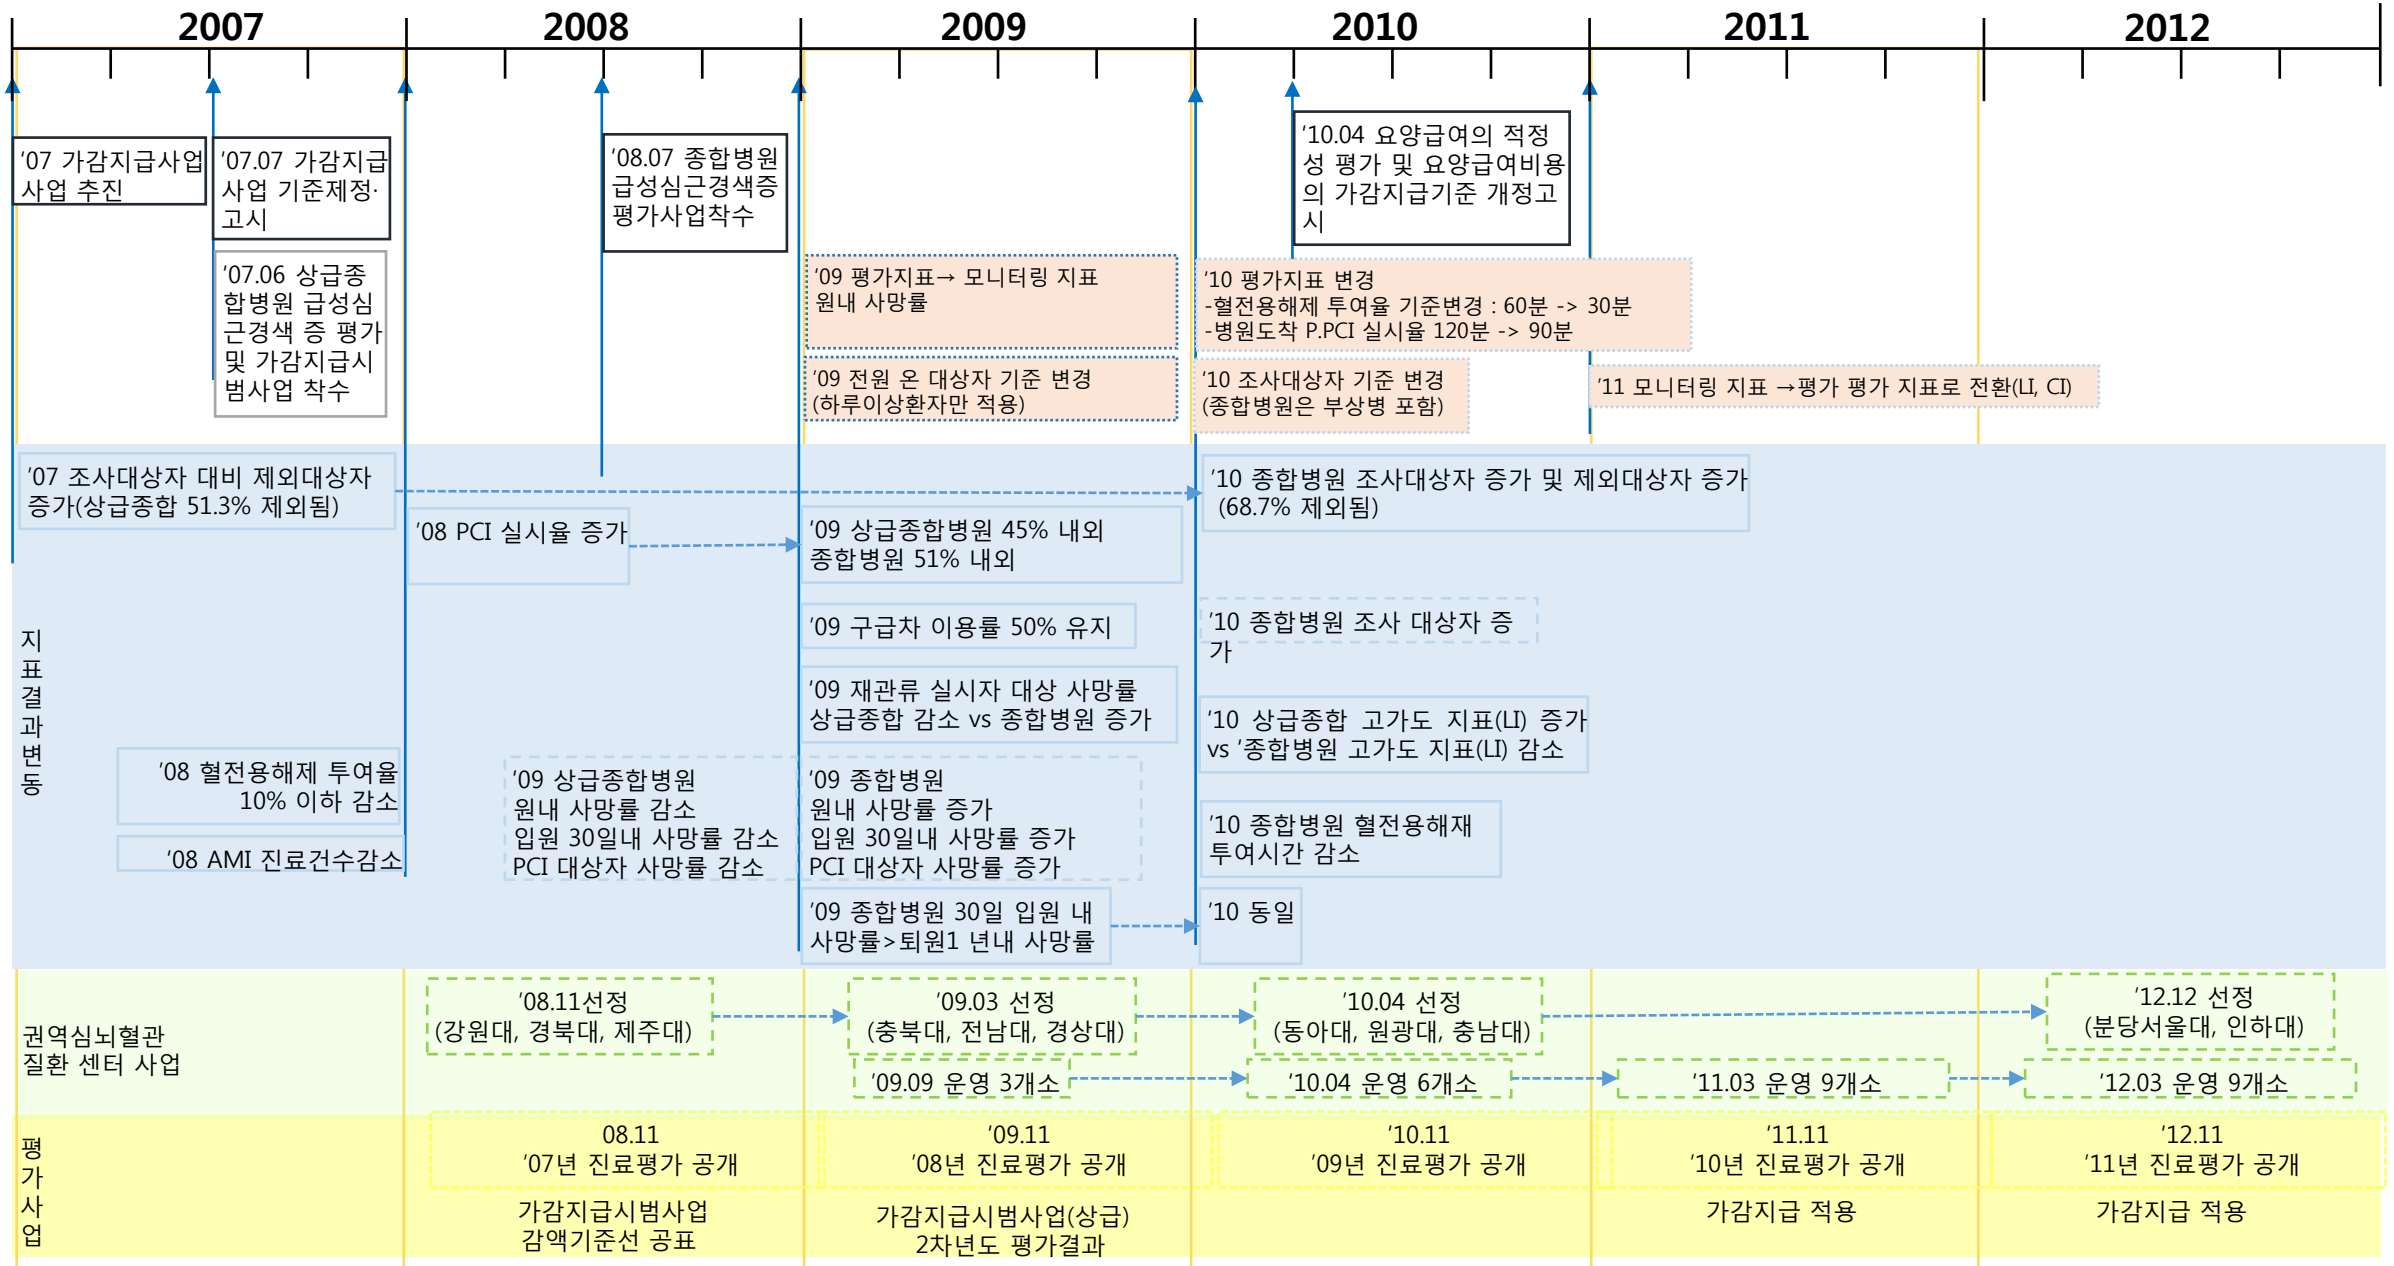 2007
2008
2009
2010
2011
2012
'07 가감지급사업
사업 추진
'07.07 가감지급
사업 기준제정·
고시
'07.06 상급종
합병원 급성심
근경색 증 평가
및 가감지급시
범사업 착수
'08.07 종합병원
급성심근경색증
평가사업착수
'10.04 요양급여의 적정
성 평가 및 요양급여비용
의 가감지급기준 개정고
시
'09 평가지표→ 모니터링 지표
원내 사망률
'10 평가지표 변경
-혈전용해제 투여율 기준변경 : 60분 -> 30분
-병원도착 P.PCI 실시율 120분 -> 90분
'09 전원 온 대상자 기준 변경
(하루이상환자만 적용)
'10 조사대상자 기준 변경
(종합병원은 부상병 포함)
'11 모니터링 지표 →평가 평가 지표로 전환(LI, CI)
지
표
결
과
변
동
'07 조사대상자 대비 제외대상자
증가(상급종합 51.3% 제외됨)
'10 종합병원 조사대상자 증가 및 제외대상자 증가
(68.7% 제외됨)
'08 PCI 실시율 증가
'09 상급종합병원 45% 내외
종합병원 51% 내외
'09 구급차 이용률 50% 유지
'10 종합병원 조사 대상자 증
가
'09 재관류 실시자 대상 사망률
상급종합 감소 vs 종합병원 증가
'10 상급종합 고가도 지표(LI) 증가
vs '종합병원 고가도 지표(LI) 감소
'08 혈전용해제 투여율
10% 이하 감소
'08 AMI 진료건수감소
'09 상급종합병원
원내 사망률 감소
입원 30일내 사망률 감소
PCI 대상자 사망률 감소
'09 종합병원
원내 사망률 증가
입원 30일내 사망률 증가
PCI 대상자 사망률 증가
'10 종합병원 혈전용해재
투여시간 감소
'09 종합병원 30일 입원 내
사망률>퇴원1 년내 사망률
'10 동일
권역심뇌혈관
질환 센터 사업
'08.11선정
(강원대, 경북대, 제주대)
'09.03 선정
(충북대, 전남대, 경상대)
'10.04 선정
(동아대, 원광대, 충남대)
'12.12 선정
(분당서울대, 인하대)
'09.09 운영 3개소
'10.04 운영 6개소
'11.03 운영 9개소
'12.03 운영 9개소
평
가
사
업
08.11
'07년 진료평가 공개
'09.11
'08년 진료평가 공개
'10.11
'09년 진료평가 공개
'11.11
'10년 진료평가 공개
'12.11
'11년 진료평가 공개
가감지급시범사업
감액기준선 공표
가감지급시범사업(상급)
2차년도 평가결과
가감지급 적용
가감지급 적용